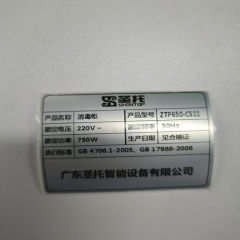 圣托
SHENTOP
产品名称 消毒柜 产品型号 ZTP650-CS11
额定电压 220V~ 额定频率 50Hz
额定功率 750W 生产日期 见合格证
执行标准 GB 4706.1-2005、GB 17988-2008
广东圣托智能设备有限公司